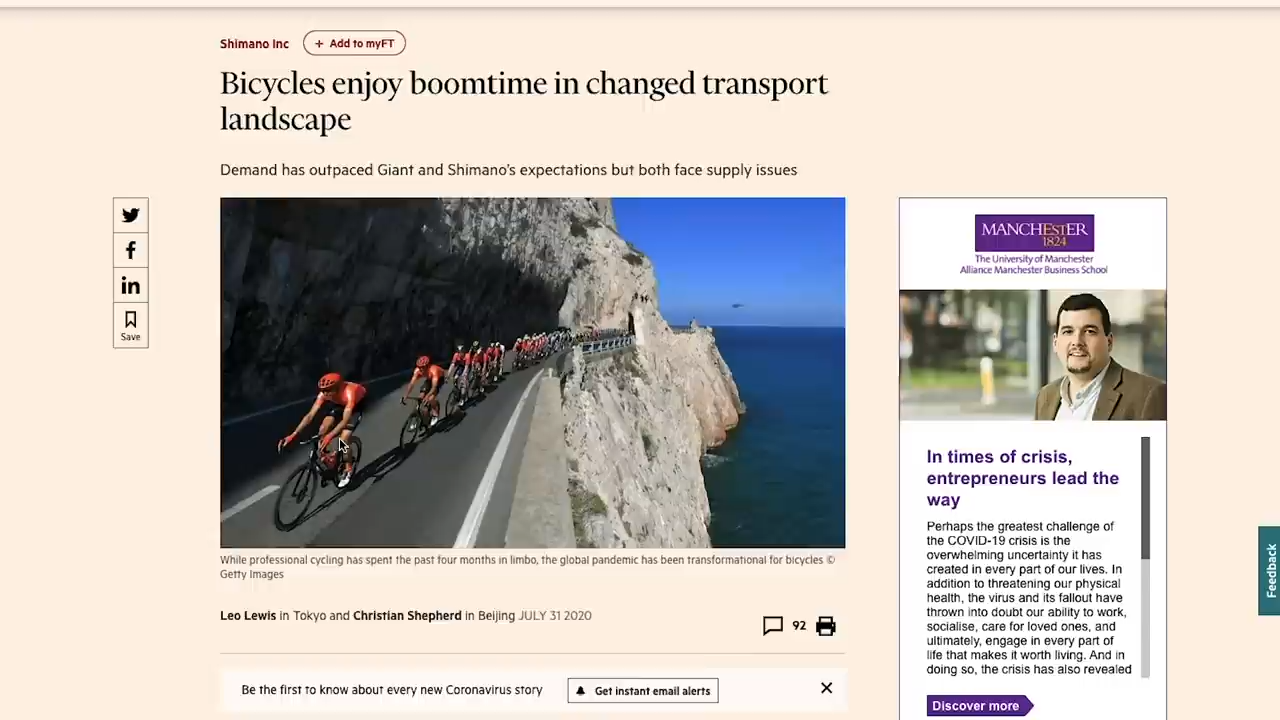 Shimano Inc
+ Add to myFT
Bicycles enjoy boomtime in changed transport
landscape
Demand has outpaced Giant and Shimano's expectations but both face supply issues
Save
While professional cycling has spent the past four months in limbo, the global pandemic has been transformational for bicycles ©
Getty Images
Leo Lewis in Tokyo and Christian Shepherd in Beijing JULY 31 2020
92
Be the first to know about every new Coronavirus story
Get instant email alerts
MANCHESTER
1824
The University of Manchester
Alliance Manchester Business School
In times of crisis,
entrepreneurs lead the
way
Perhaps the greatest challenge of
the COVID-19 crisis is the
overwhelming uncertainty it has
created in every part of our lives. In
addition to threatening our physical
health, the virus and its fallout have
thrown into doubt our ability to work,
socialise, care for loved ones, and
ultimately, engage in every part of
life that makes it worth living. And in
doing so, the crisis has also revealed
Discover more
Feedback